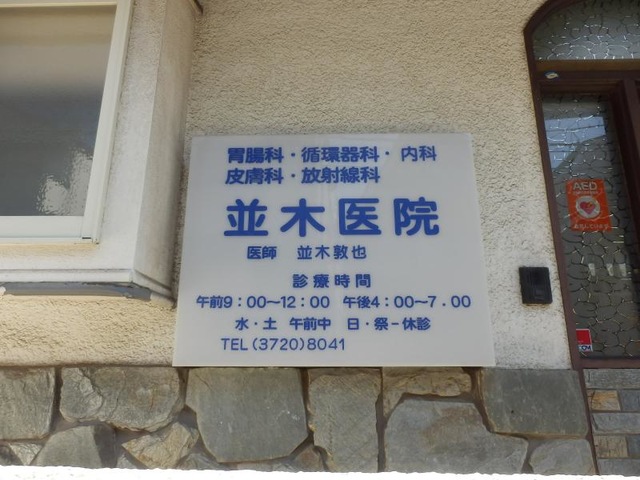 胃腸科・循環器科・内科
皮膚科・放射線科
並木医院
医師 並木敦也
診療時間
午前9：00〜12：00 午後4：00〜7.00
水・土 午前中 日・祭−休診
TEL(3720)8041
AED